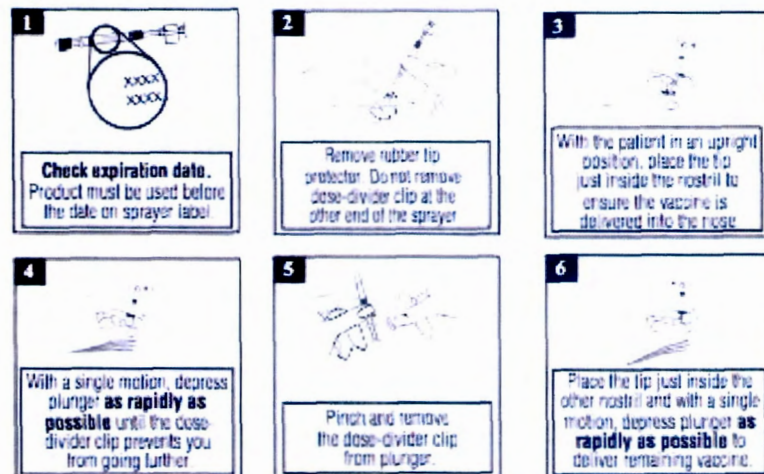 1
XXXX
XXXX
Check expiration date.
Product must be used before
the date on sprayer label.
2
Remove rubber tip
protector. Do not remove
dose-divider clip at the
other end of the sprayer
3
With the patient in an upright
position, place the tip
just inside the nostril to
ensure the vaccine is
delivered into the nose
4
With a single motion, depress
plunger as rapidly as
possible until the dose-
divider clip prevents you
from going further.
5
Pinch and remove
the dose-divider clip
from plunger.
6
Place the tip just inside the
other nostril and with a single
motion, depress plunger as
rapidly as possible to
deliver remaining vaccine.